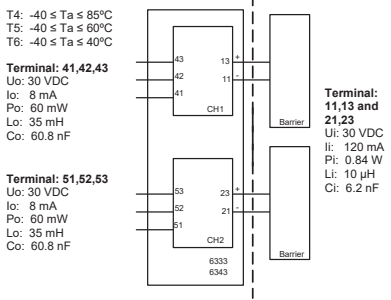 T4: -40 ≤ Ta ≤ 85ºC
T5: -40 ≤ Ta ≤ 60ºC
T6: -40 ≤ Ta ≤ 40ºC
Terminal: 41,42,43
Uo: 30 VDC
Io: 8 mA
Po: 60 mW
Lo: 35 mH
Co: 60.8 nF
Terminal: 51,52,53
Uo: 30 VDC
Io: 8 mA
Po: 60 mW
Lo: 35 mH
Co: 60.8 nF
43
42
41
13 +
11 -
CH1
53
52
51
23 +
21 -
CH2
6333
6343
Barrier
Barrier
Terminal:
11,13 and
21,23
Ui: 30 VDC
Ii: 120 mA
Pi: 0.84 W
Li: 10 µH
Ci: 6.2 nF